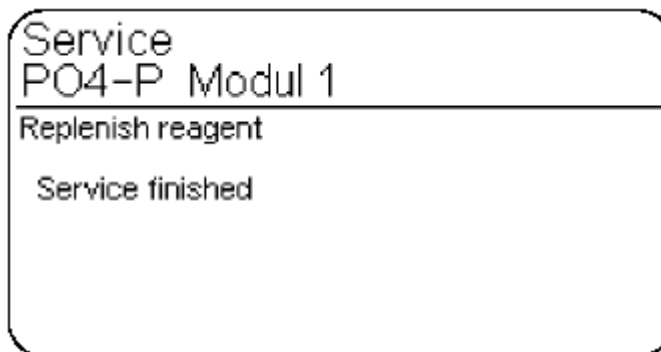 Service
PO4-P Modul 1
Replenish reagent
Service finished